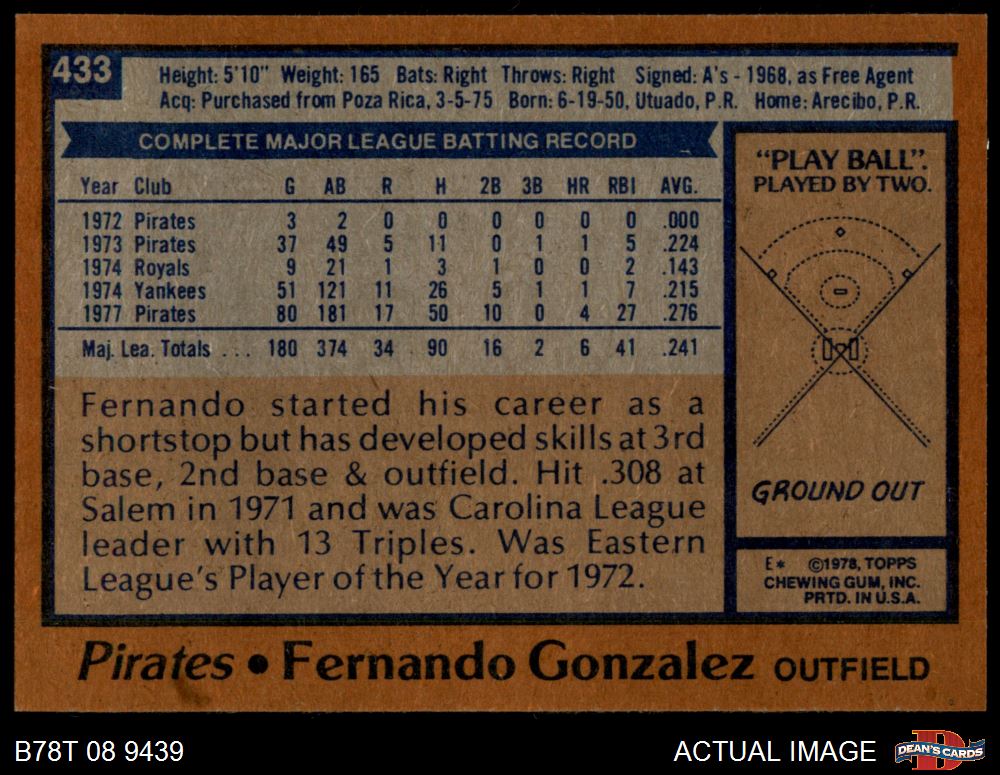 433
Height: 5'10" Weight: 165 Bats: Right Throws: Right Signed: A's - 1968, as Free Agent
Acq: Purchased from Poza Rica, 3-5-75 Born: 6-19-50, Utuado, P.R. Home: Arecibo, P.R.
COMPLETE MAJOR LEAGUE BATTING RECORD
Year Club G AB R H 2B 3B HR RBI AVG.
1972 Pirates 3 2 0 0 0 0 0 0 .000
1973 Pirates 37 49 5 11 0 1 1 5 .224
1974 Royals 9 21 1 3 1 0 0 2 .143
1974 Yankees 51 121 11 26 5 1 1 7 .215
1977 Pirates 80 181 17 50 10 0 4 27 .276
Maj. Lea. Totals ... 180 374 34 90 16 2 6 41 .241
Fernando started his career as a
shortstop but has developed skills at 3rd
base, 2nd base & outfield. Hit .308 at
Salem in 1971 and was Carolina League
leader with 13 Triples. Was Eastern
League's Player of the Year for 1972.
"PLAY BALL".
PLAYED BY TWO.
GROUND OUT
E* ©1978, TOPPS
CHEWING GUM, INC.
PRTD. IN U.S.A.
Pirates • Fernando Gonzalez OUTFIELD
B78T 08 9439
ACTUAL IMAGE
DEAN'S CARDS